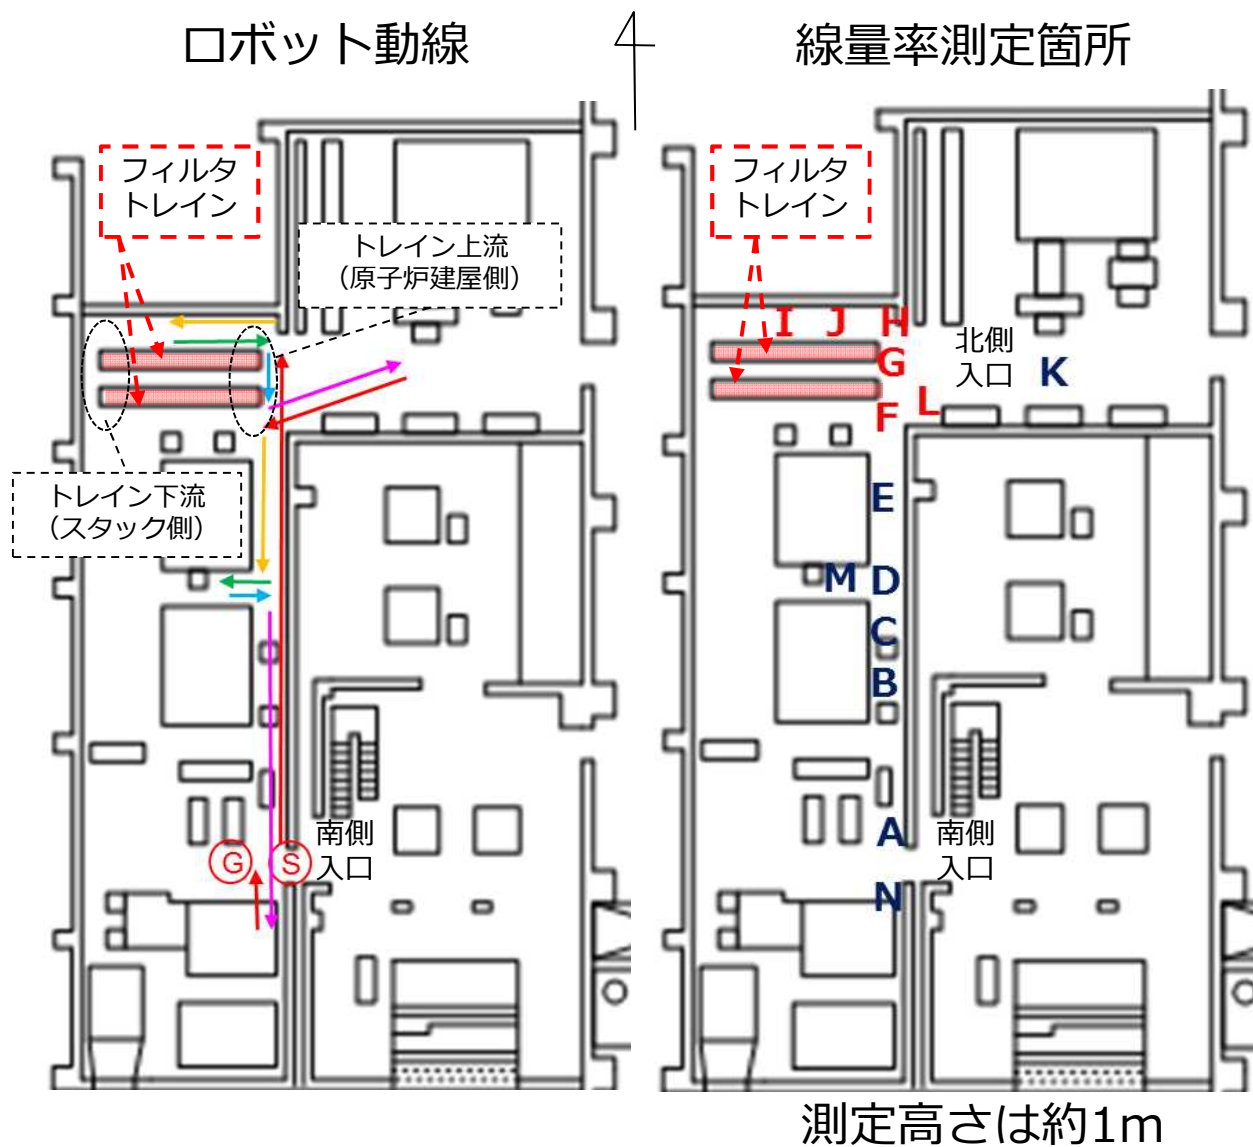 ロボット動線
フィルタ
トレイン
トレイン上流
（原子炉建屋側）
トレイン下流
（スタック側）
南側
入口
G
S
線量率測定箇所
フィルタ
トレイン
I
J
H
G
北側
入口
K
L
F
E
M
D
C
B
A
南側
入口
N
測定高さは約1m